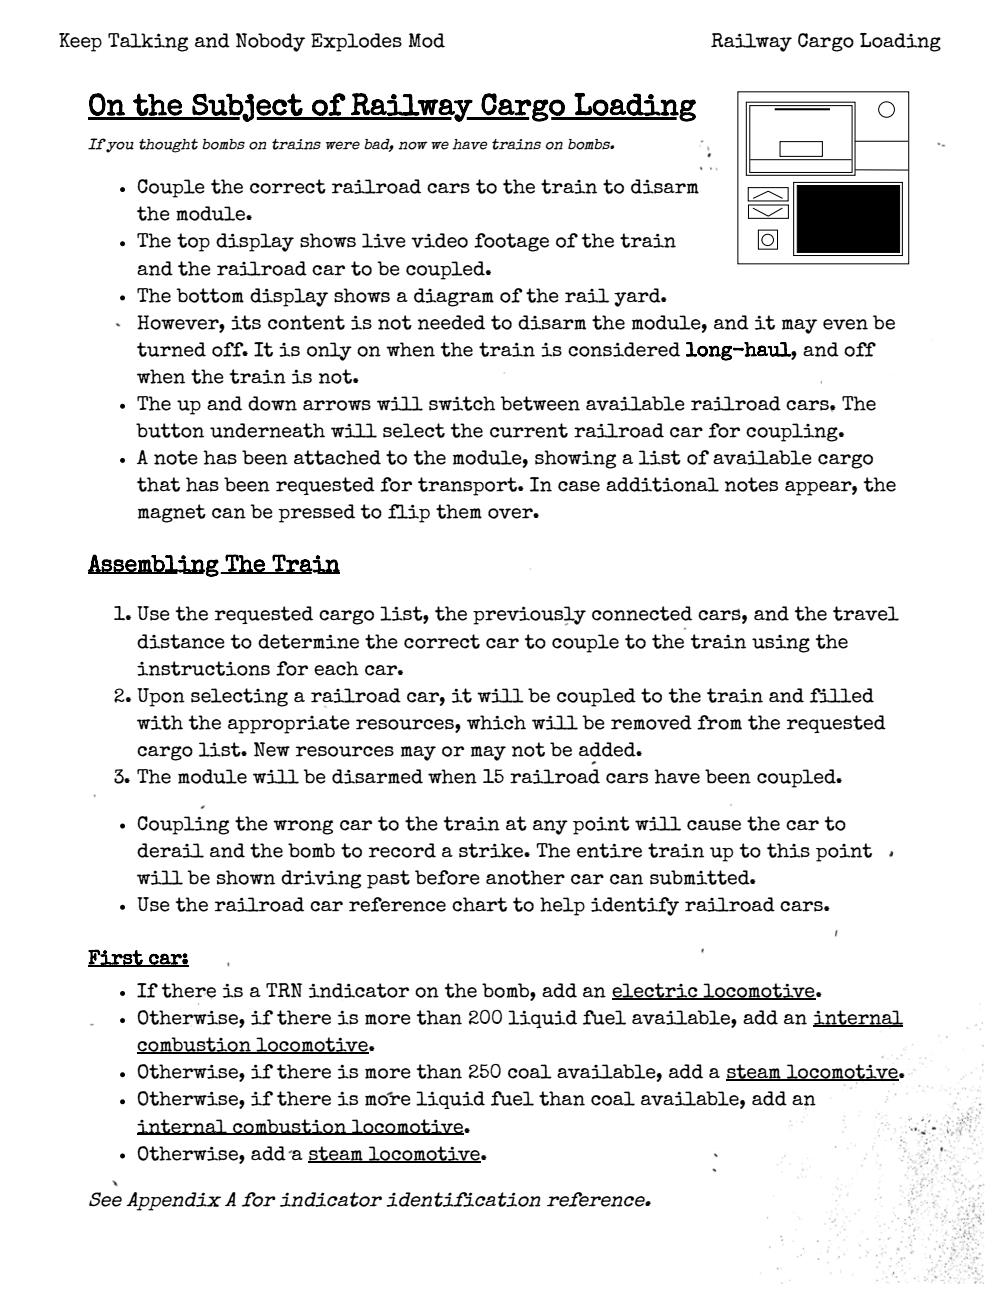 Keep Talking and Nobody Explodes Mod
Railway Cargo Loading
On the Subject of Railway Cargo Loading
If you thought bombs on trains were bad, now we have trains on bombs.
• Couple the correct railroad cars to the train to disarm
the module.
• The top display shows live video footage of the train
and the railroad car to be coupled.
• The bottom display shows a diagram of the rail yard.
However, its content is not needed to disarm the module, and it may even be
turned off. It is only on when the train is considered long-haul, and off
when the train is not.
• The up and down arrows will switch between available railroad cars. The
button underneath will select the current railroad car for coupling.
• A note has been attached to the module, showing a list of available cargo
that has been requested for transport. In case additional notes appear, the
magnet can be pressed to flip them over.
Assembling The Train
1. Use the requested cargo list, the previously connected cars, and the travel
distance to determine the correct car to couple to the train using the
instructions for each car.
2. Upon selecting a railroad car, it will be coupled to the train and filled
with the appropriate resources, which will be removed from the requested
cargo list. New resources may or may not be added.
3. The module will be disarmed when 15 railroad cars have been coupled.
• Coupling the wrong car to the train at any point will cause the car to
derail and the bomb to record a strike. The entire train up to this point
will be shown driving past before another car can submitted.
• Use the railroad car reference chart to help identify railroad cars.
First car:
• If there is a TRN indicator on the bomb, add an electric locomotive.
• Otherwise, if there is more than 200 liquid fuel available, add an internal
combustion locomotive.
• Otherwise, if there is more than 250 coal available, add a steam locomotive.
• Otherwise, if there is more liquid fuel than coal available, add an
internal combustion locomotive.
• Otherwise, add a steam locomotive.
See Appendix A for indicator identification reference.